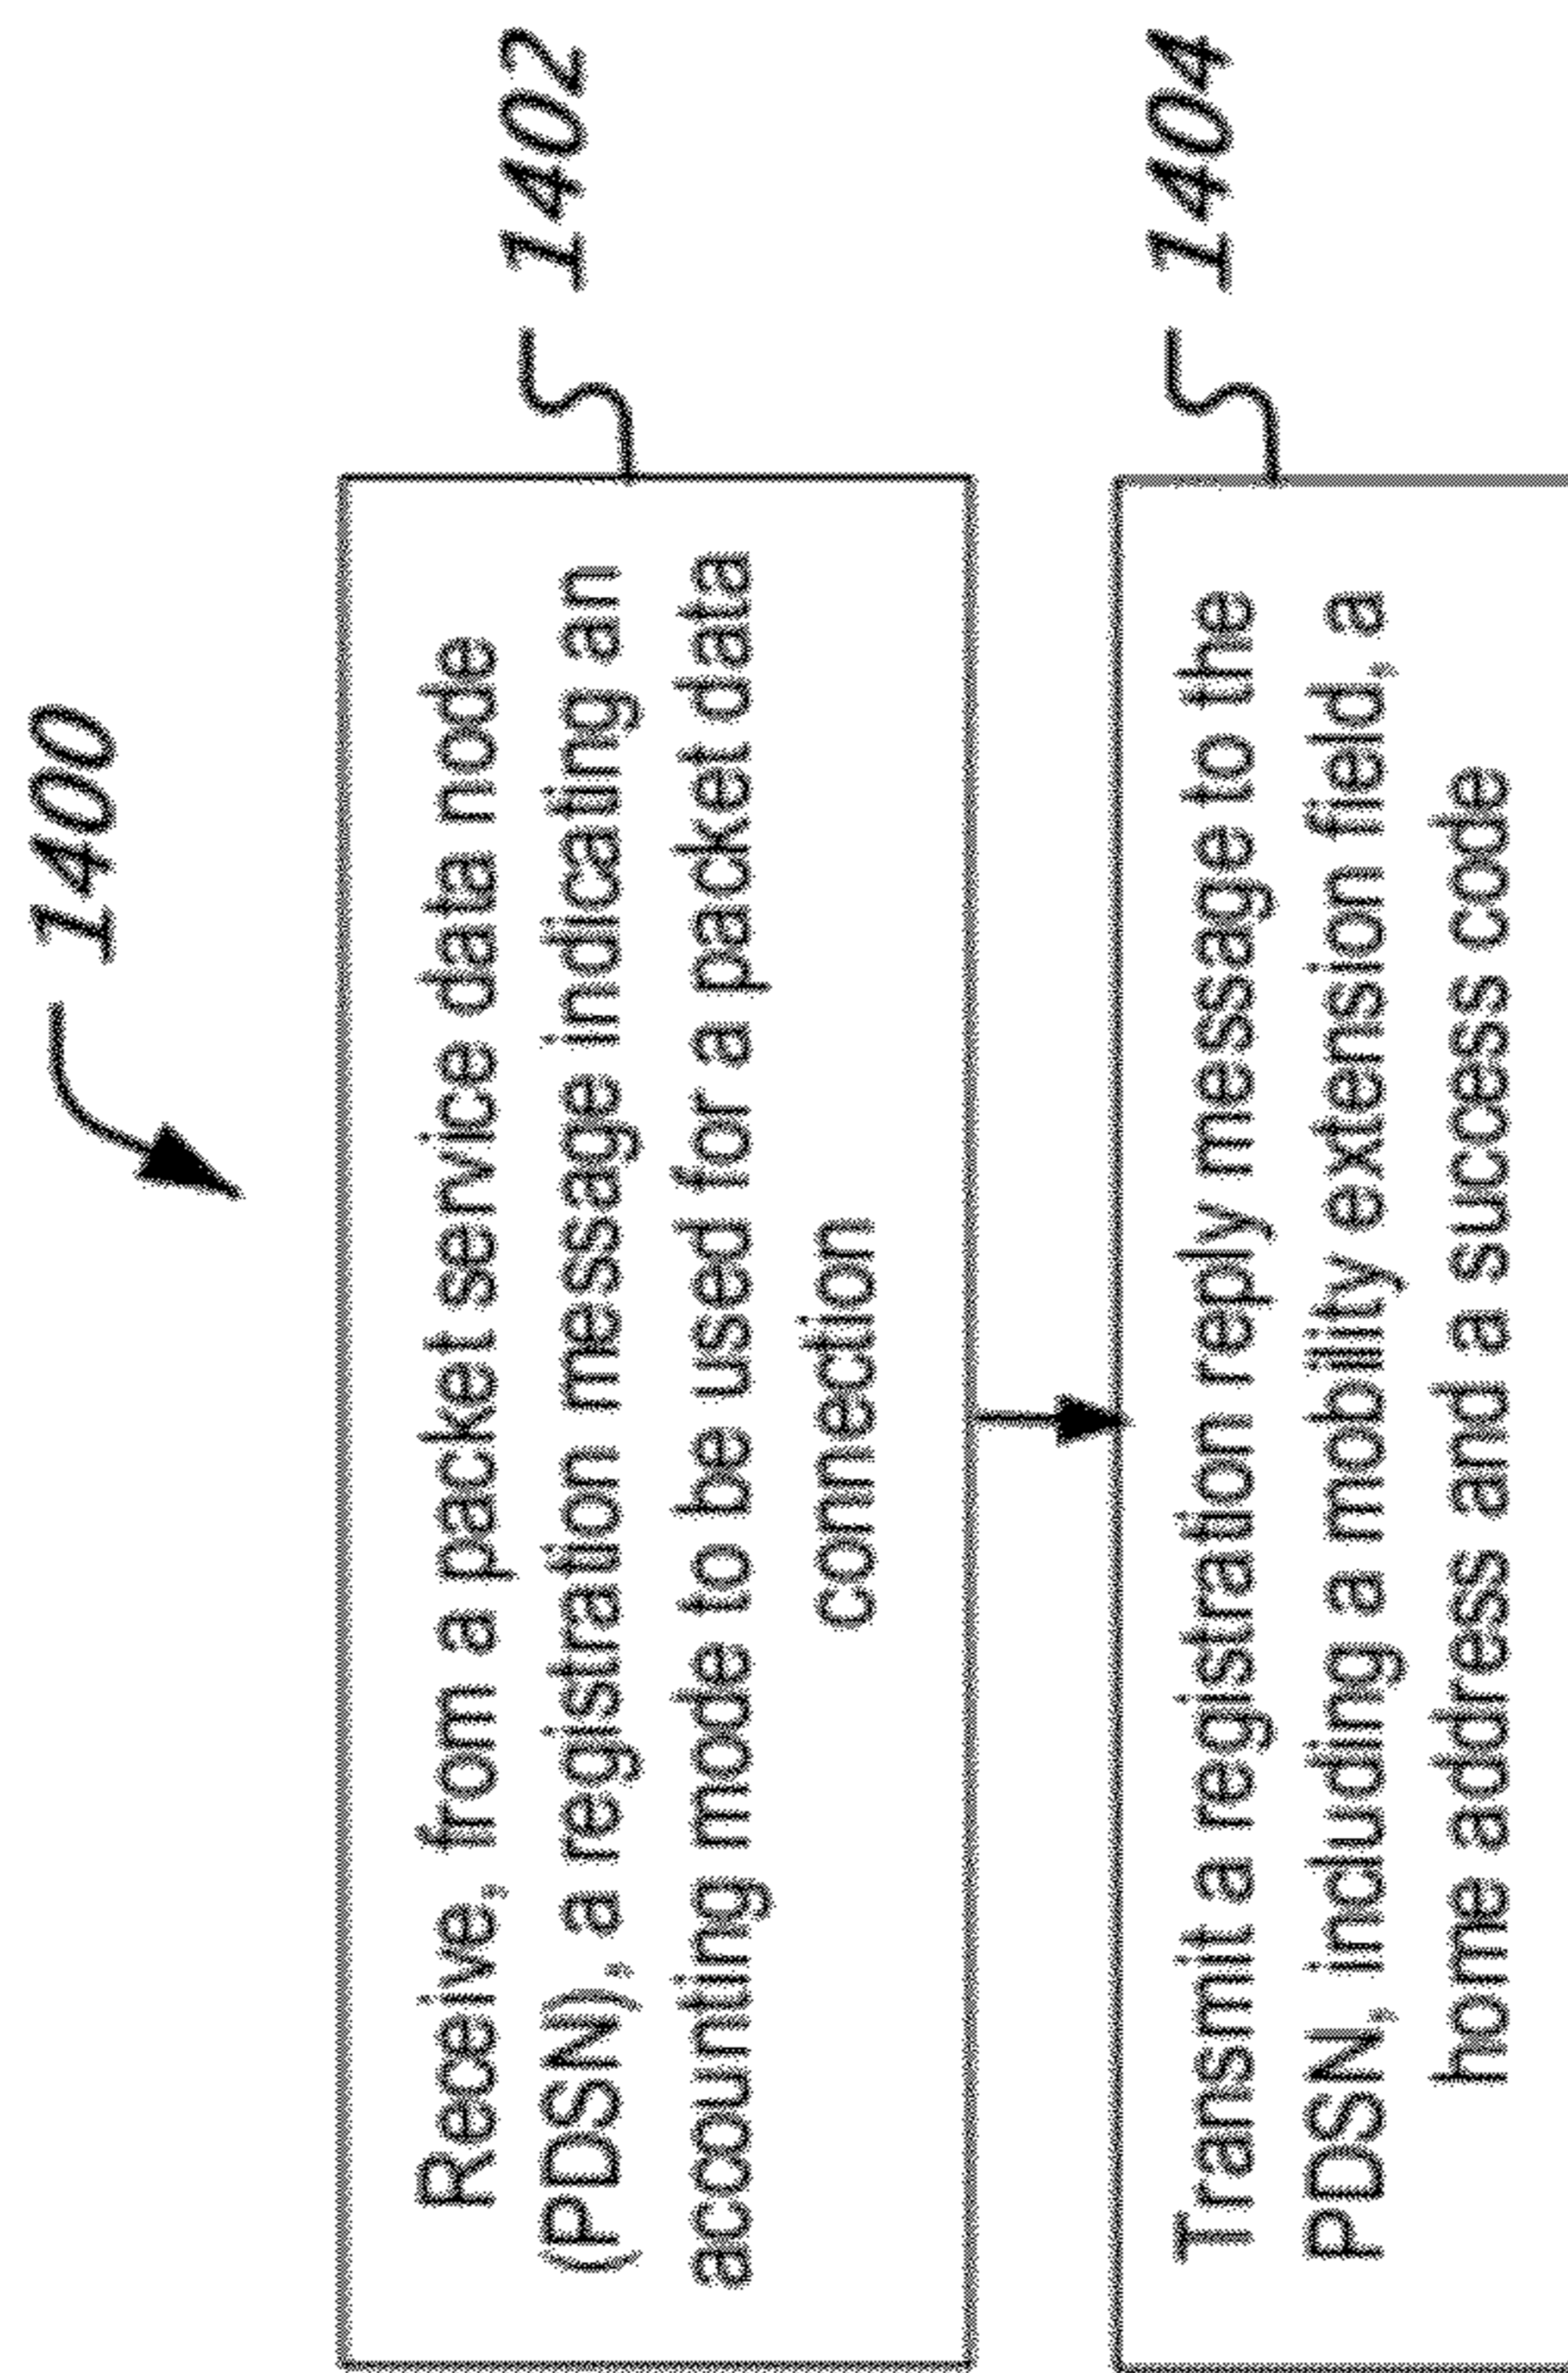 1400
Receive, from a packet service data node
(PDSN), a registration message indicating an
accounting mode to be used for a packet data
connection
1402
Transmit a registration reply message to the
PDSN, including a mobility extension field, a
home address and a success code
1404